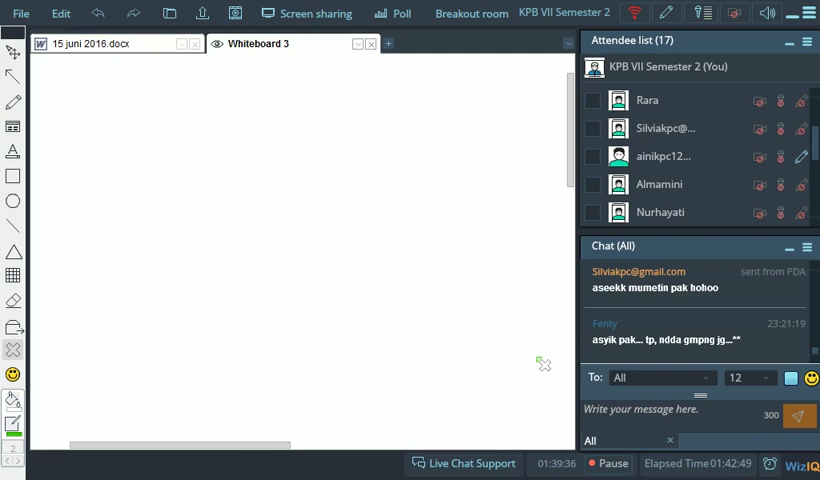 File Edit Screen sharing Poll Breakout room KPB VII Semester 2
15 juni 2016.docx Whiteboard 3
Attendee list (17)
KPB VII Semester 2 (You)
Rara
Silviakpc@...
ainikpc12...
Almamini
Nurhayati
Chat (All)
Silviakpc@gmail.com sent from PDA
aseekk mumetin pak hohoo
Fenty 23:21:19
asyik pak... tp, ndda gmpng jg...**
To: All 12
Write your message here. 300
All
2
Live Chat Support 01:39:36 Pause Elapsed Time 01:42:49 WizIQ